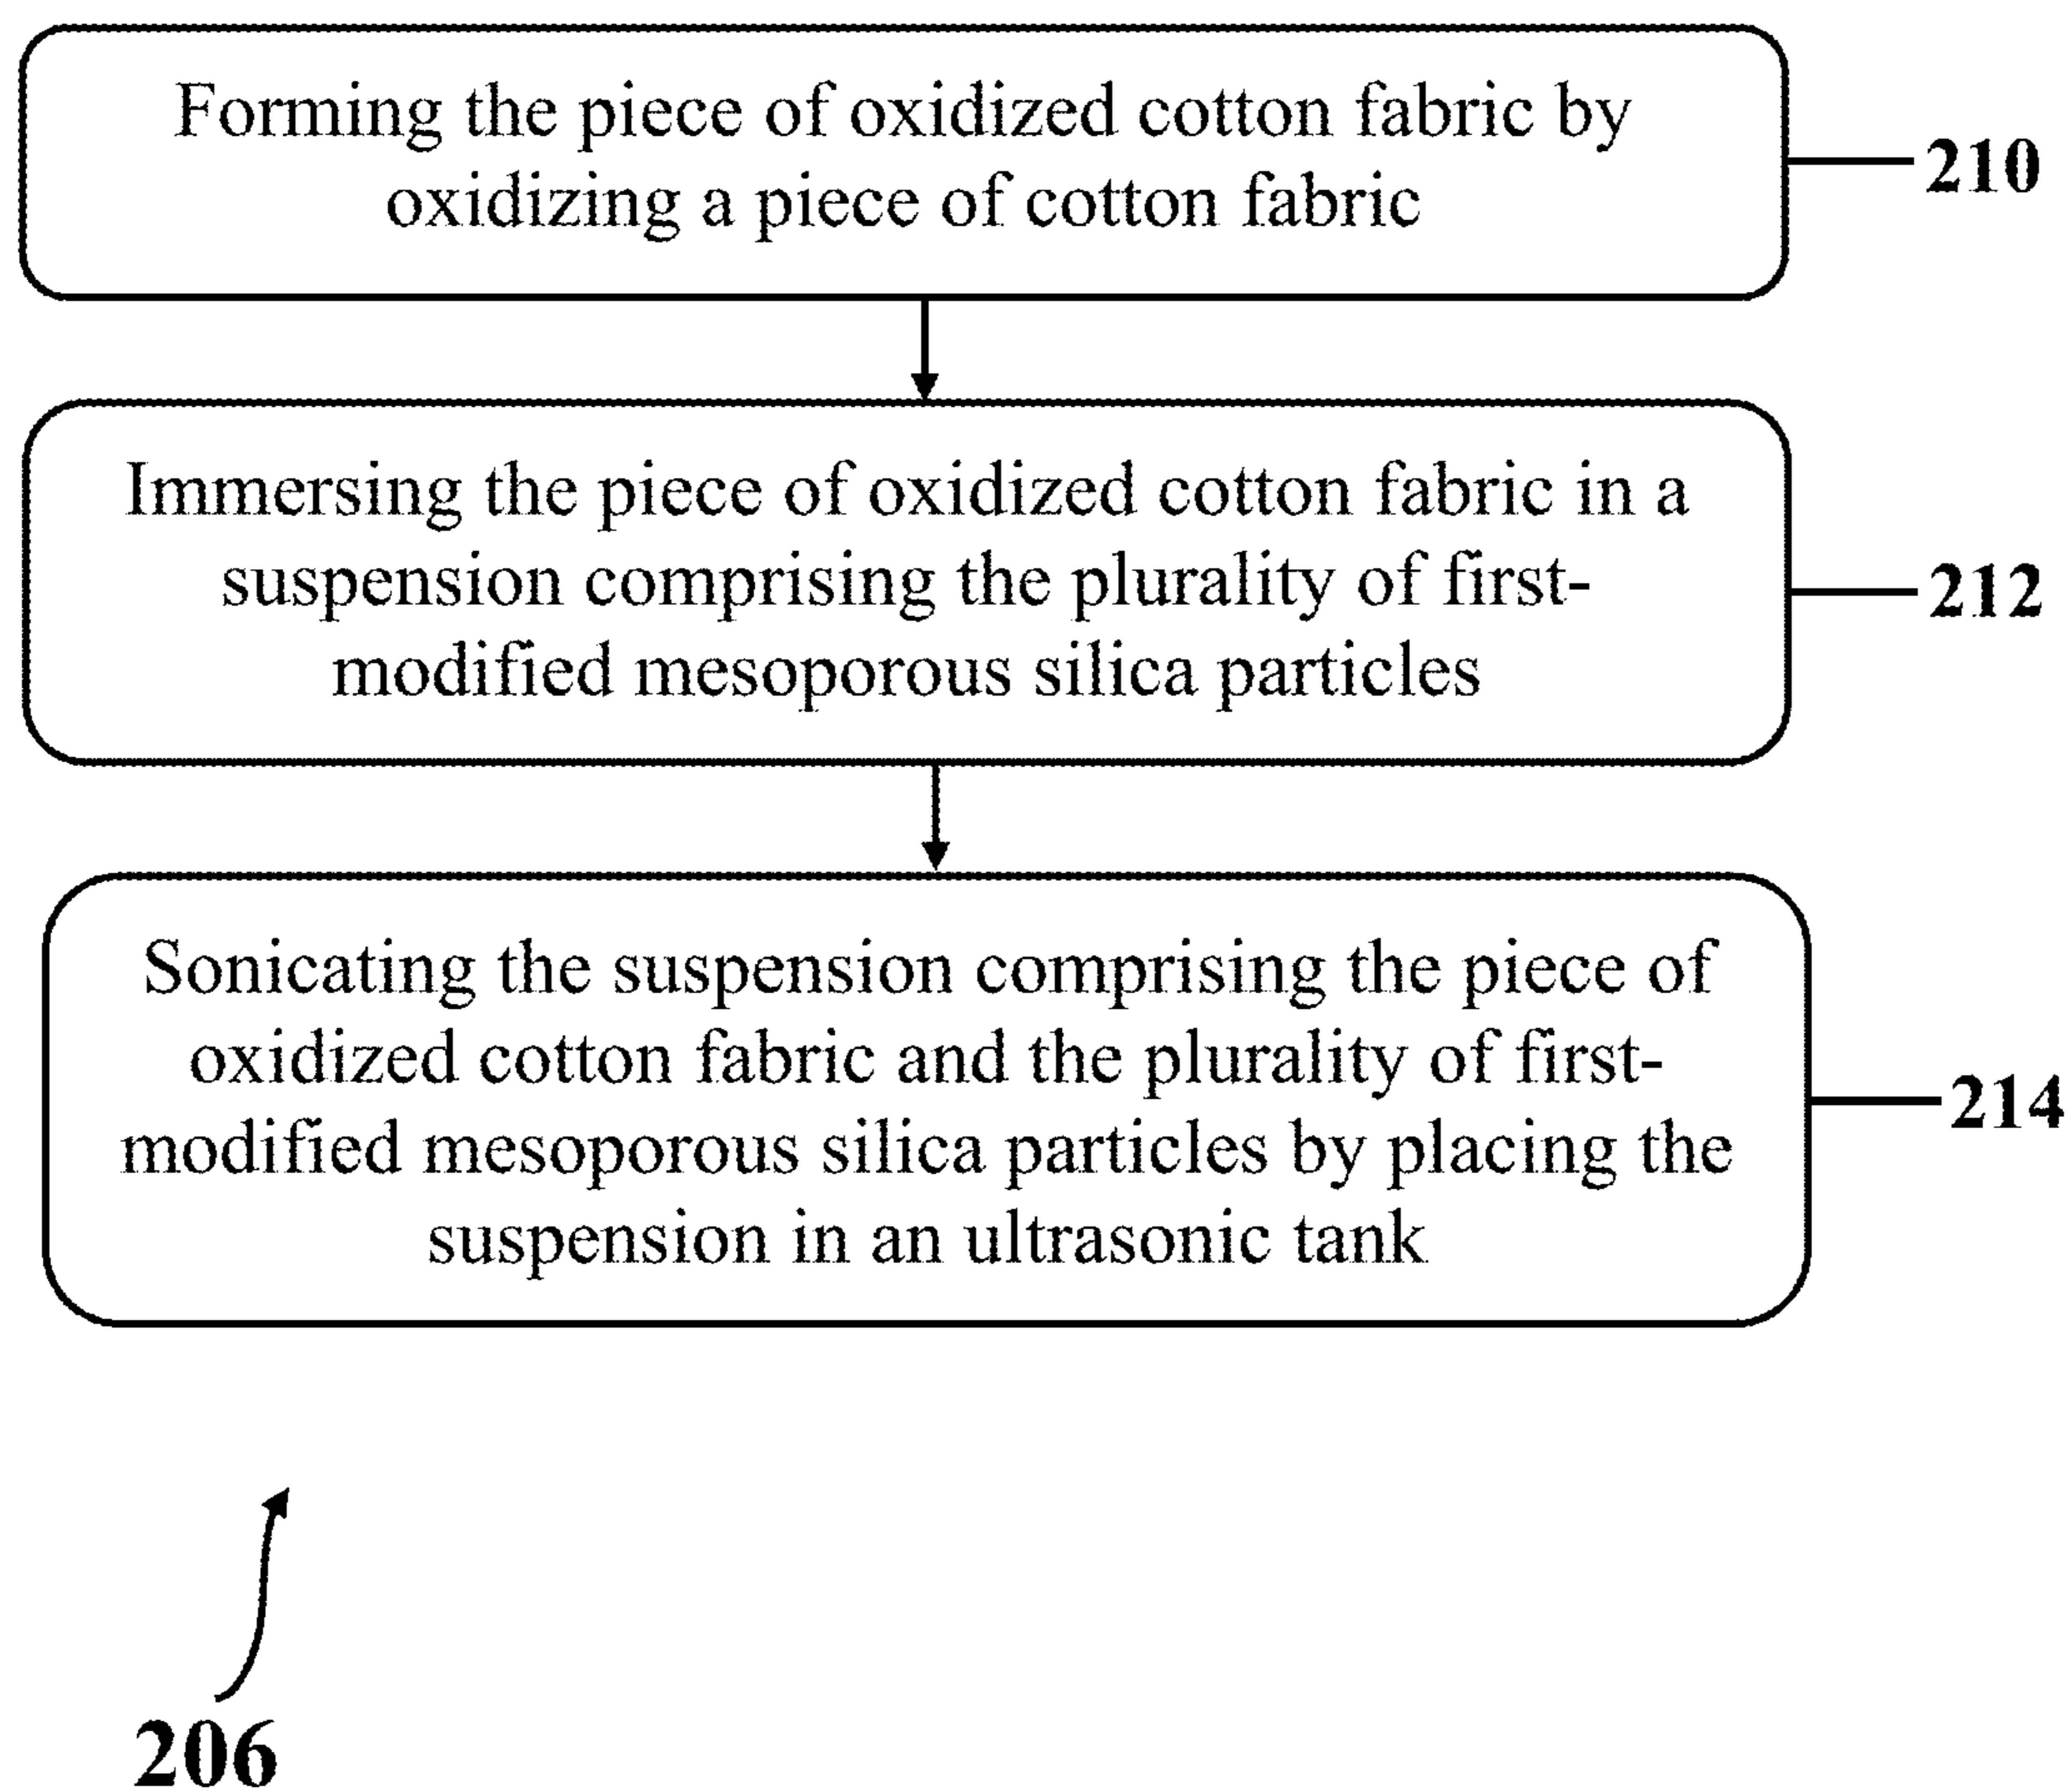 Forming the piece of oxidized cotton fabric by
oxidizing a piece of cotton fabric
210
Immersing the piece of oxidized cotton fabric in a
suspension comprising the plurality of first-
modified mesoporous silica particles
212
Sonicating the suspension comprising the piece of
oxidized cotton fabric and the plurality of first-
modified mesoporous silica particles by placing the
suspension in an ultrasonic tank
214
206